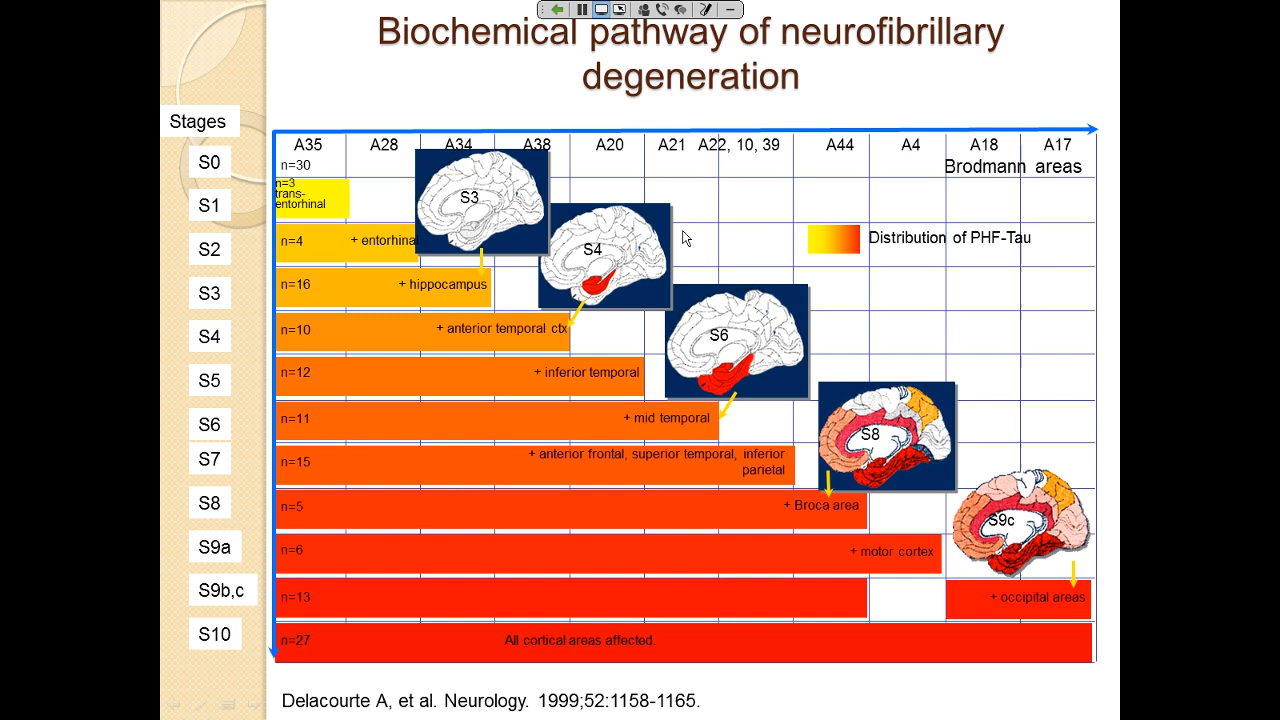 Biochemical pathway of neurofibrillary
degeneration
Stages
A35 A28 A34 A38 A20 A21 A22, 10, 39 A44 A4 A18 A17
Brodmann areas
S0
n=30
S1
n=3
trans-
entorhinal
S2
n=4 + entorhina
S3
n=16 + hippocampus
S4
n=10 + anterior temporal ctx
S5
n=12 + inferior temporal
S6
n=11 + mid temporal
S7
n=15 + anterior frontal, superior temporal, inferior
parietal
S8
n=5 + Broca area
S9a
n=6 + motor cortex
S9b,c
n=13 + occipital areas
S10
n=27 All cortical areas affected.
S3
S4
S6
S8
S9c
Distribution of PHF-Tau
Delacourte A, et al. Neurology. 1999;52:1158-1165.